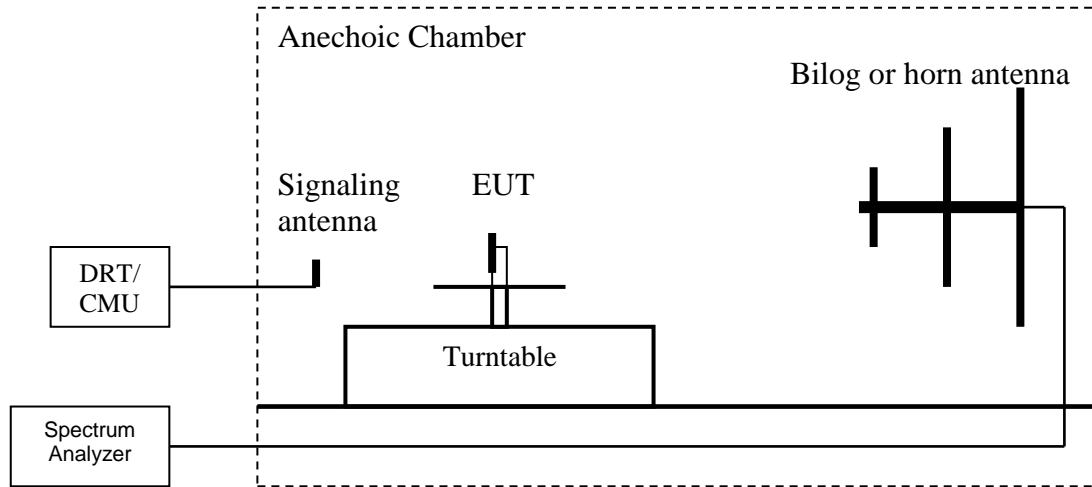 Anechoic Chamber
Bilog or horn antenna
Signaling
antenna
EUT
DRT/
CMU
Turntable
Spectrum
Analyzer